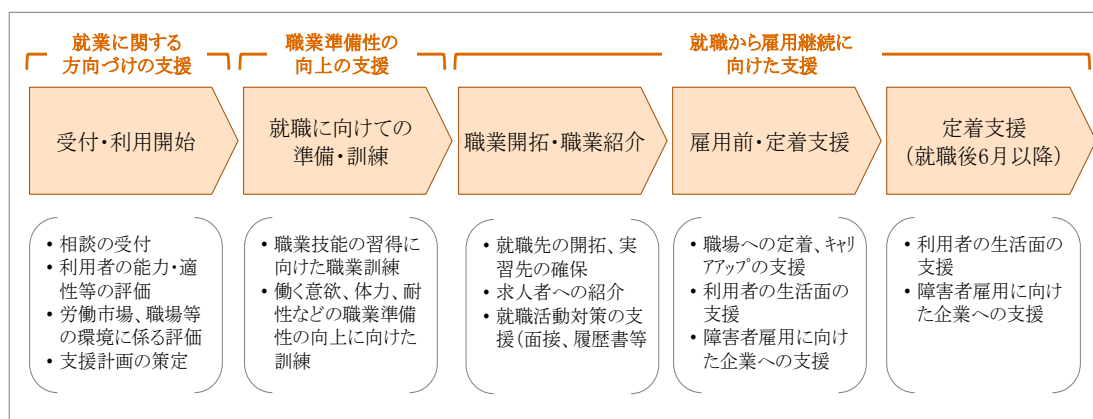 就業に関する
方向づけの支援
職業準備性の
向上の支援
就職から雇用継続に
向けた支援
受付・利用開始
就職に向けての
準備・訓練
職業開拓・職業紹介
雇用前・定着支援
定着支援
(就職後6月以降)
• 相談の受付
• 利用者の能力・適
性等の評価
• 労働市場、職場等
の環境に係る評価
• 支援計画の策定
• 職業技能の習得に
向けた職業訓練
• 働く意欲、体力、耐
性などの職業準備
性の向上に向けた
訓練
• 就職先の開拓、実
習先の確保
• 求人者への紹介
• 就職活動対策の支
援(面接、履歴書等
• 職場への定着、ｷｬﾘ
ｱｱｯﾌﾟの支援
• 利用者の生活面の
支援
• 障害者雇用に向け
た企業への支援
• 利用者の生活面の
支援
• 障害者雇用に向け
た企業への支援